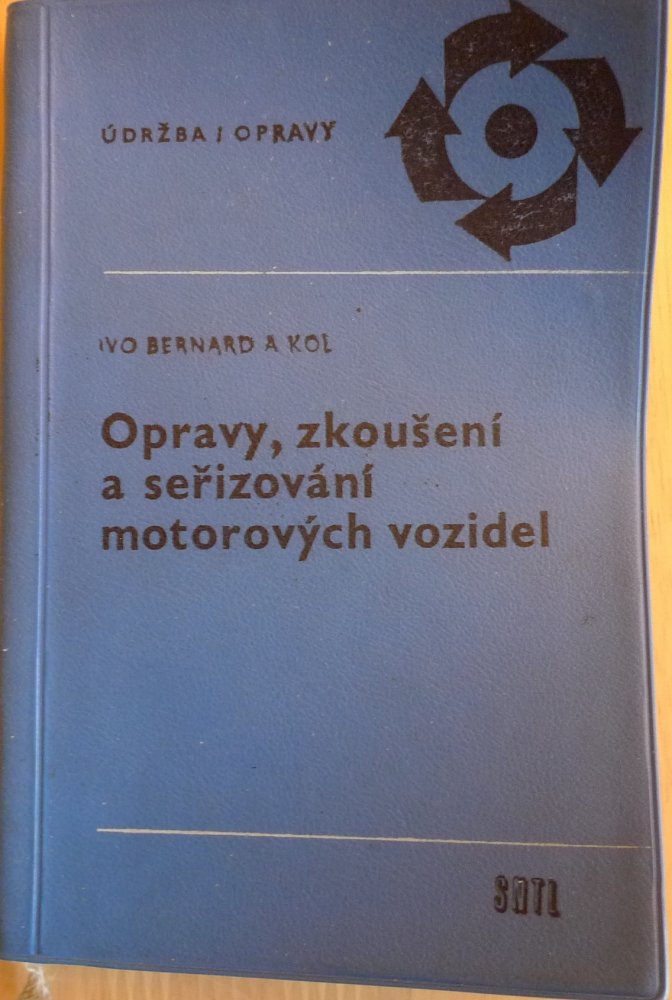 ÚDRŽBA / OPRAVY
IVO BERNARD A KOL
Opravy, zkoušení
a seřizování
motorových vozidel
SNTL